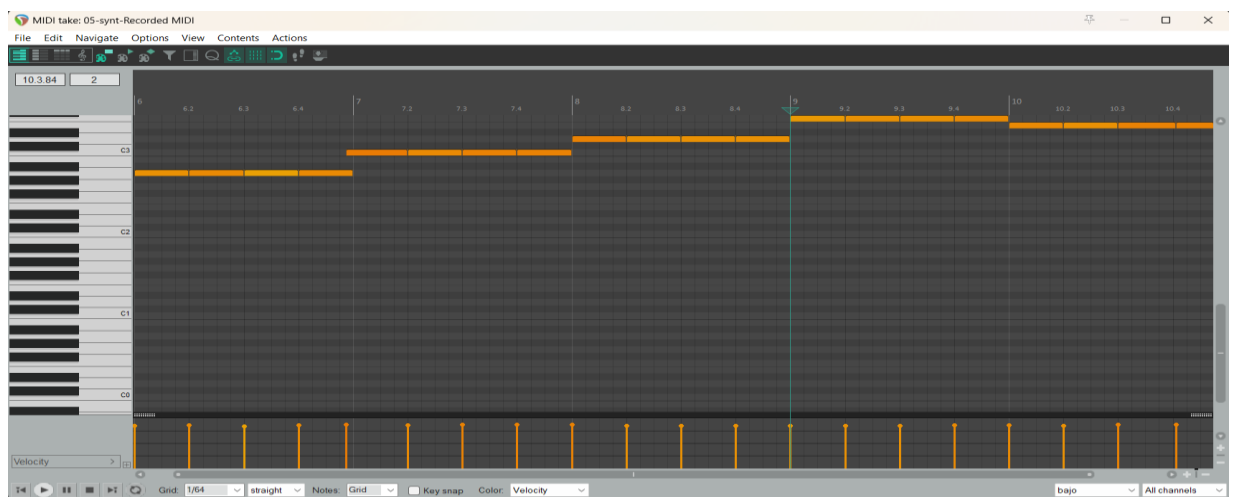 MIDI take: 05-synt-Recorded MIDI
File Edit Navigate Options View Contents Actions
10.3.84 2
6 7 8 9 10
6.2 6.3 6.4 7.2 7.3 7.4 8.2 8.3 8.4 9.2 9.3 9.4 10.2 10.3 10.4
C3
C2
C1
C0
Velocity >
Grid: 1/64 straight Notes: Grid Key snap Color: Velocity bajo All channels